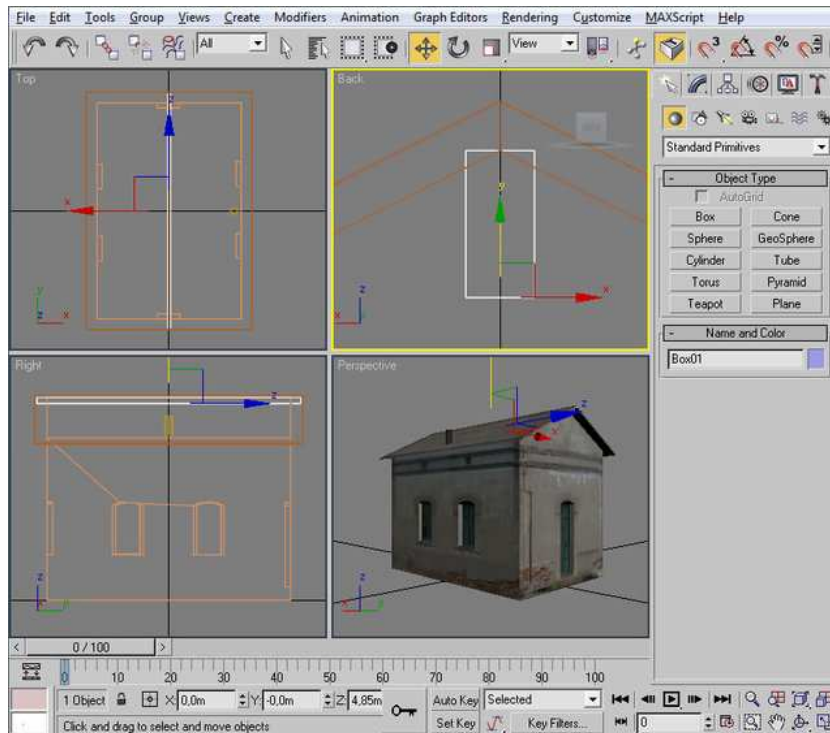 File Edit Tools Group Views Create Modifiers Animation Graph Editors Rendering Customize MAXScript Help
All
View
3
%
Top
Back
Standard Primitives
- Object Type
AutoGrid
Box Cone
Sphere GeoSphere
Cylinder Tube
Torus Pyramid
Teapot Plane
- Name and Color
Box01
Right
Perspective
z
x
y
z
x
y
z
x
z
x
z
y
z
x
z
x
y
< 0 / 100 >
0 10 20 30 40 50 60 70 80 90 100
1 Object X: 0,0m Y: -0,0m Z: 4,85m Auto Key Selected
Click and drag to select and move objects Set Key Key Filters... 0